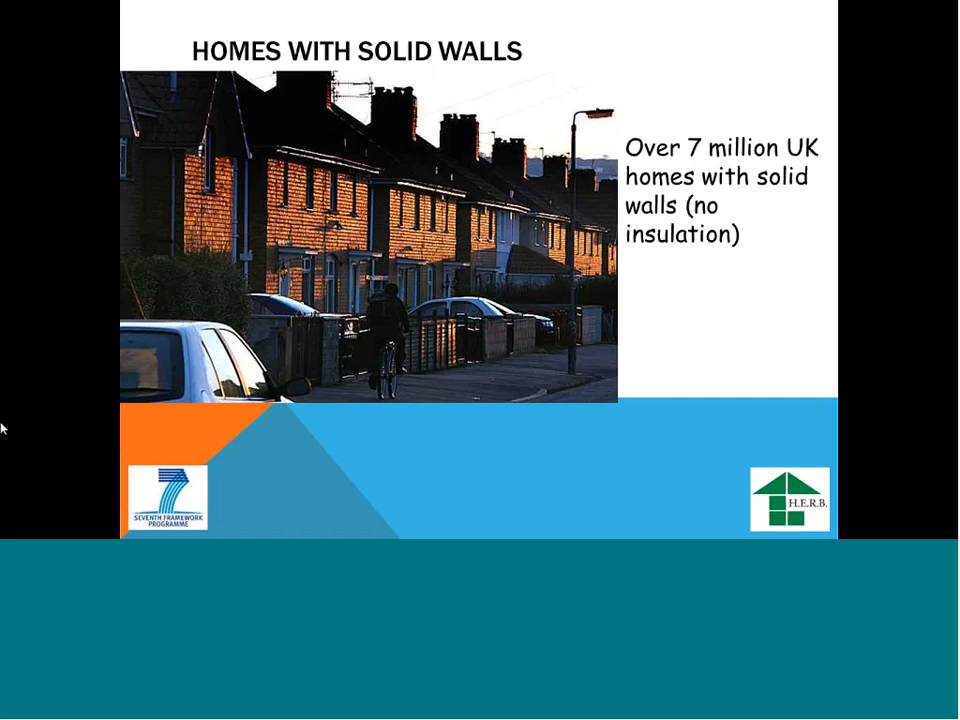 HOMES WITH SOLID WALLS
Over 7 million UK
homes with solid
walls (no
insulation)
SEVENTH FRAMEWORK
PROGRAMME
H.E.R.B.